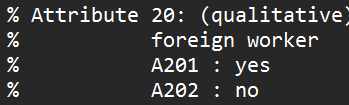 % Attribute 20: (qualitative)
% foreign worker
% A201 : yes
% A202 : no